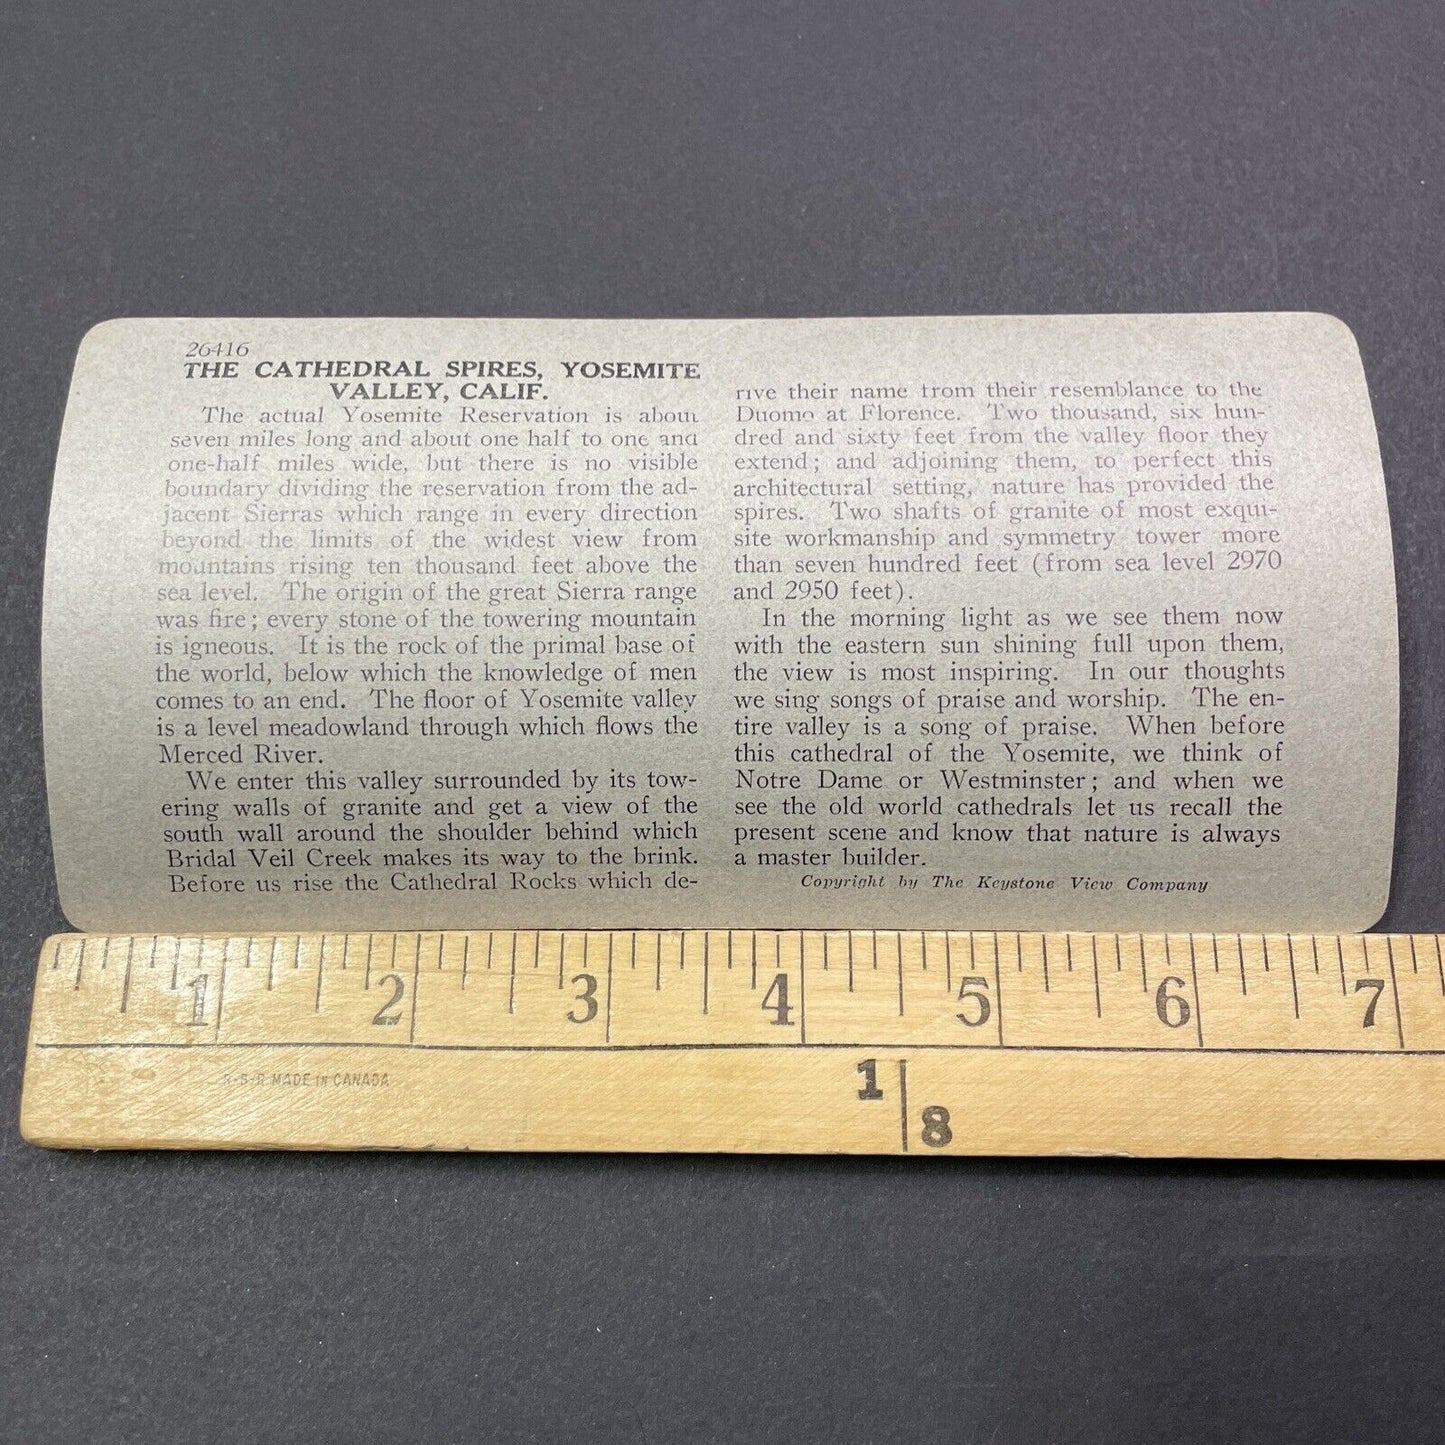 26416
THE CATHEDRAL SPIRES, YOSEMITE
VALLEY, CALIF.
The actual Yosemite Reservation is about
seven miles long and about one half to one and
one-half miles wide, but there is no visible
boundary dividing the reservation from the ad-
jacent Sierras which range in every direction
beyond the limits of the widest view from
mountains rising ten thousand feet above the
sea level. The origin of the great Sierra range
was fire; every stone of the towering mountain
is igneous. It is the rock of the primal base of
the world, below which the knowledge of men
comes to an end. The floor of Yosemite valley
is a level meadowland through which flows the
Merced River.
We enter this valley surrounded by its tow-
ering walls of granite and get a view of the
south wall around the shoulder behind which
Bridal Veil Creek makes its way to the brink.
Before us rise the Cathedral Rocks which de-
rive their name from their resemblance to the
Duomo at Florence. Two thousand, six hun-
dred and sixty feet from the valley floor they
extend; and adjoining them, to perfect this
architectural setting, nature has provided the
spires. Two shafts of granite of most exqui-
site workmanship and symmetry tower more
than seven hundred feet (from sea level 2970
and 2950 feet).
In the morning light as we see them now
with the eastern sun shining full upon them,
the view is most inspiring. In our thoughts
we sing songs of praise and worship. The en-
tire valley is a song of praise. When before
this cathedral of the Yosemite, we think of
Notre Dame or Westminster; and when we
see the old world cathedrals let us recall the
present scene and know that nature is always
a master builder.
Copyright by The Keystone View Company
1 2 3 4 5 6 7
MADE IN CANADA
1
8